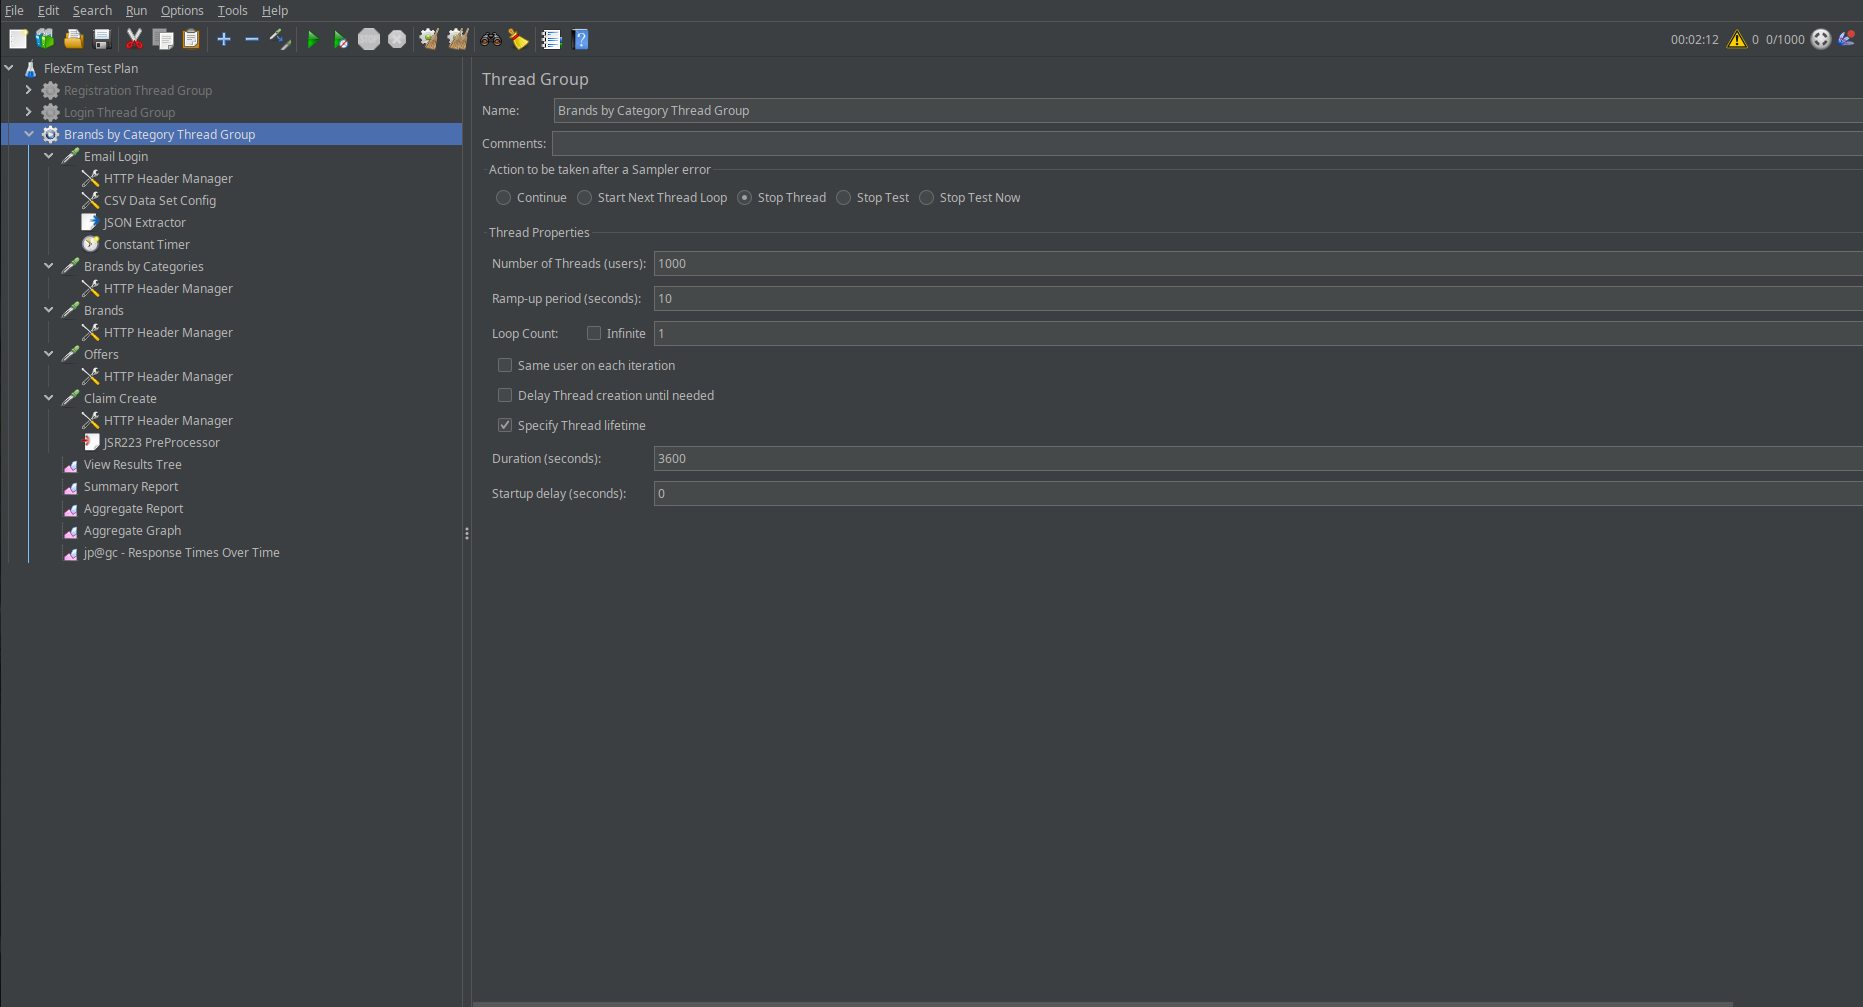 File Edit Search Run Options Tools Help
00:02:12 0 0/1000
FlexEm Test Plan
Registration Thread Group
Login Thread Group
Brands by Category Thread Group
Email Login
HTTP Header Manager
CSV Data Set Config
JSON Extractor
Constant Timer
Brands by Categories
HTTP Header Manager
Brands
HTTP Header Manager
Offers
HTTP Header Manager
Claim Create
HTTP Header Manager
JSR223 PreProcessor
View Results Tree
Summary Report
Aggregate Report
Aggregate Graph
jp@gc - Response Times Over Time
Thread Group
Name: Brands by Category Thread Group
Comments:
Action to be taken after a Sampler error
Continue Start Next Thread Loop Stop Thread Stop Test Stop Test Now
Thread Properties
Number of Threads (users): 1000
Ramp-up period (seconds): 10
Loop Count: Infinite 1
Same user on each iteration
Delay Thread creation until needed
Specify Thread lifetime
Duration (seconds): 3600
Startup delay (seconds): 0